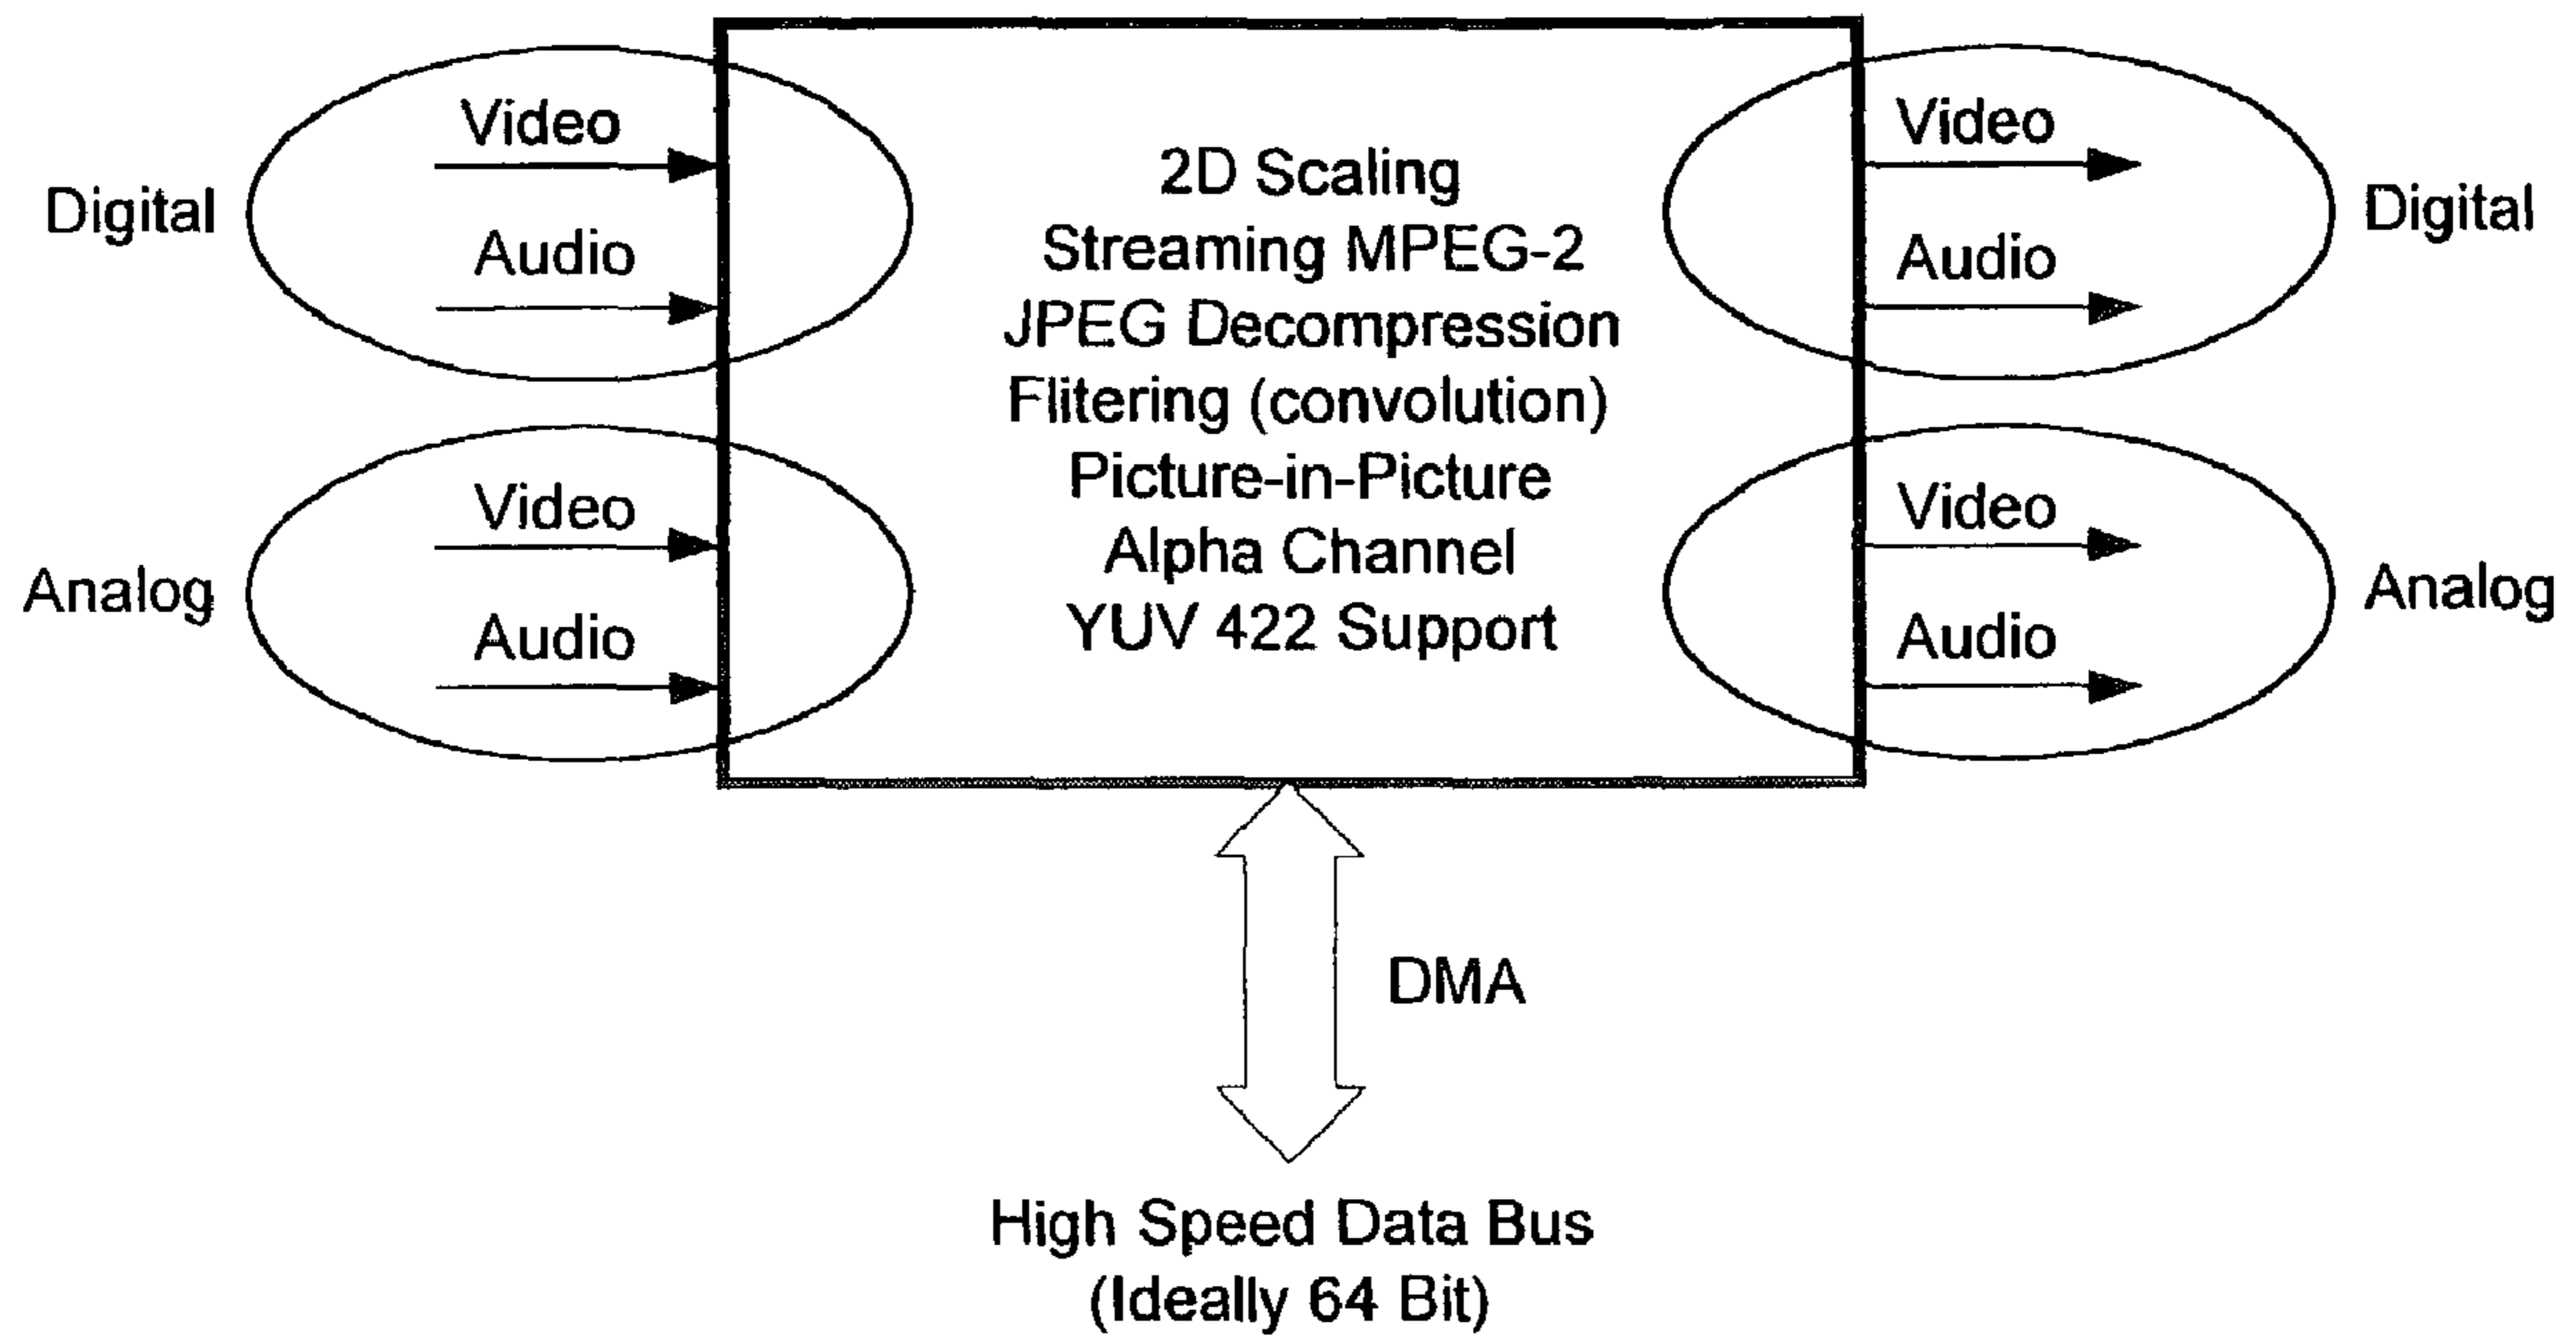 Digital
Video
Audio
Analog
Video
Audio
2D Scaling
Streaming MPEG-2
JPEG Decompression
Flitering (convolution)
Picture-in-Picture
Alpha Channel
YUV 422 Support
Video
Audio
Digital
Video
Audio
Analog
DMA
High Speed Data Bus
(Ideally 64 Bit)